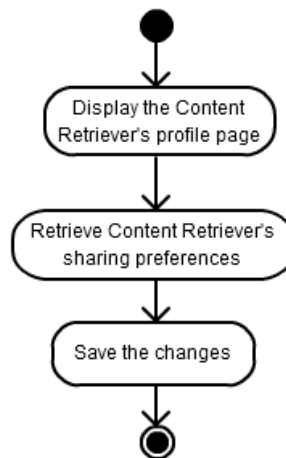 Display the Content
Retriever's profile page
Retrieve Content Retriever's
sharing preferences
Save the changes